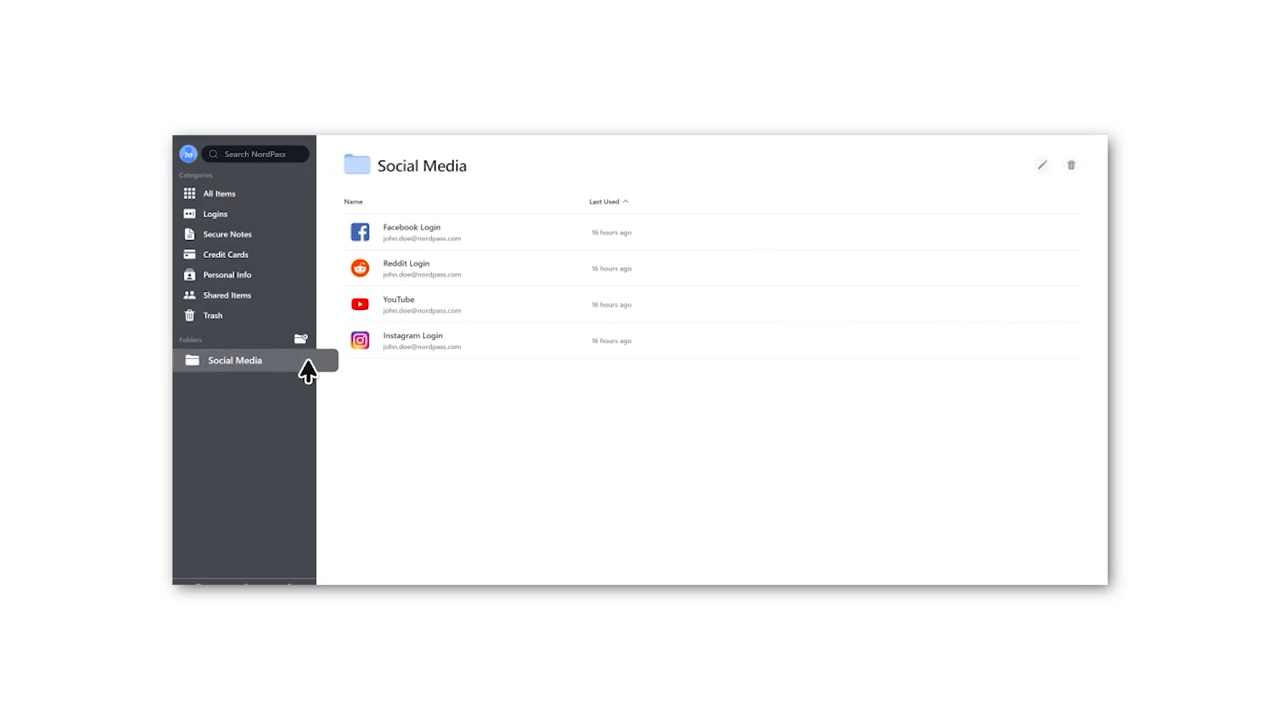 Jo
Search NordPass
Categories
All Items
Logins
Secure Notes
Credit Cards
Personal Info
Shared Items
Trash
Folders
Social Media
Social Media
Name Last Used
Facebook Login
john.doe@nordpass.com
16 hours ago
Reddit Login
john.doe@nordpass.com
16 hours ago
YouTube
john.doe@nordpass.com
16 hours ago
Instagram Login
john.doe@nordpass.com
16 hours ago